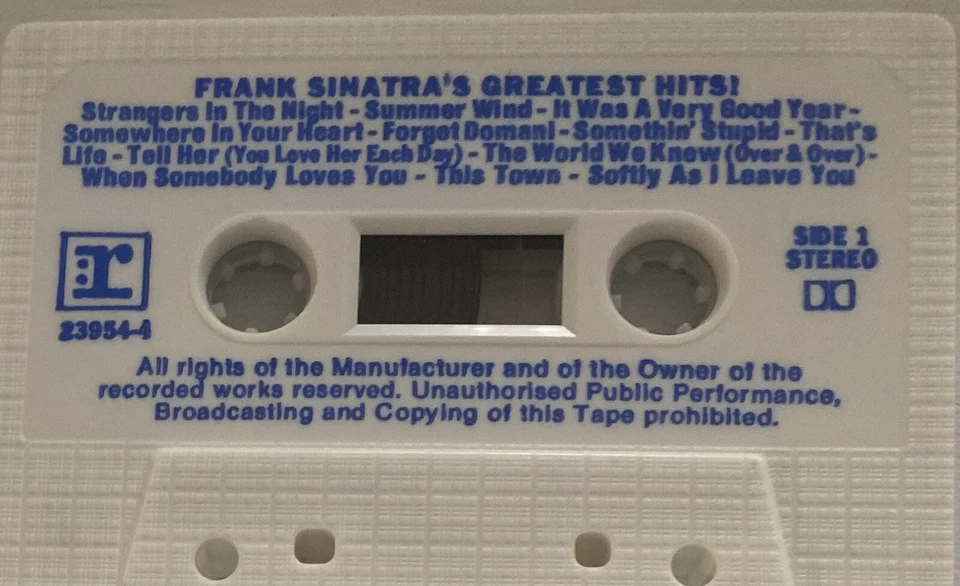 FRANK SINATRA'S GREATEST HITS!
Strangers In The Night - Summer Wind - It Was A Very Good Year -
Somewhere In Your Heart - Forget Domani - Somethin' Stupid - That's
Life - Tell Her (You Love Her Each Day) - The World We Knew (Over & Over) -
When Somebody Loves You - This Town - Softly As I Leave You
r
SIDE 1
STEREO
23954-4
All rights of the Manufacturer and of the Owner of the
recorded works reserved. Unauthorised Public Performance,
Broadcasting and Copying of this Tape prohibited.